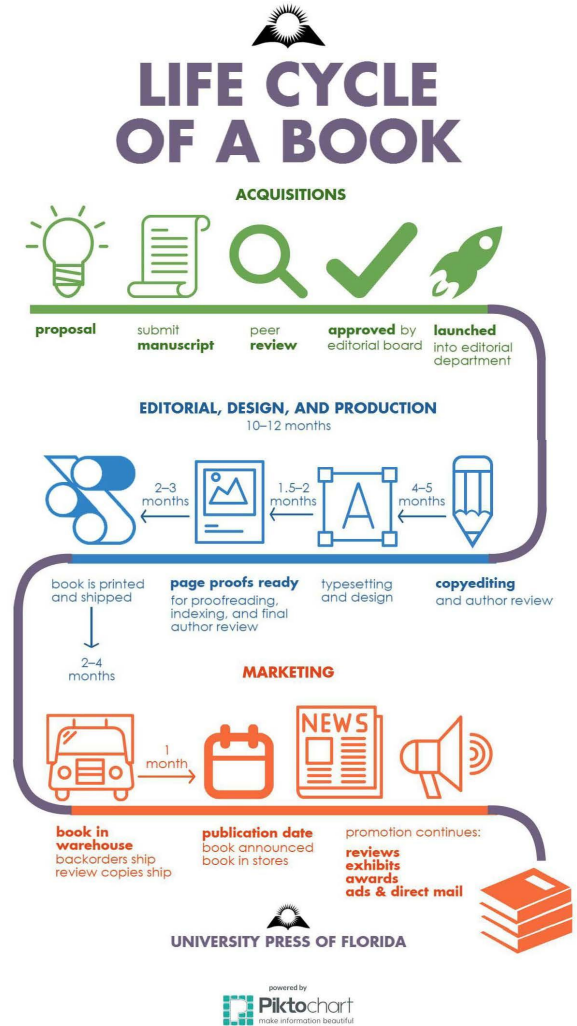 LIFE CYCLE
OF A BOOK
ACQUISITIONS
proposal
submit
manuscript
peer
review
approved by
editorial board
launched
into editorial
department
EDITORIAL, DESIGN, AND PRODUCTION
10–12 months
4–5
months
1.5–2
months
2–3
months
A
copyediting
and author review
typesetting
and design
page proofs ready
for proofreading,
indexing, and final
author review
book is printed
and shipped
2–4
months
MARKETING
1
month
NEWS
book in
warehouse
backorders ship
review copies ship
publication date
book announced
book in stores
promotion continues:
reviews
exhibits
awards
ads & direct mail
UNIVERSITY PRESS OF FLORIDA
powered by
Piktochart
make information beautiful